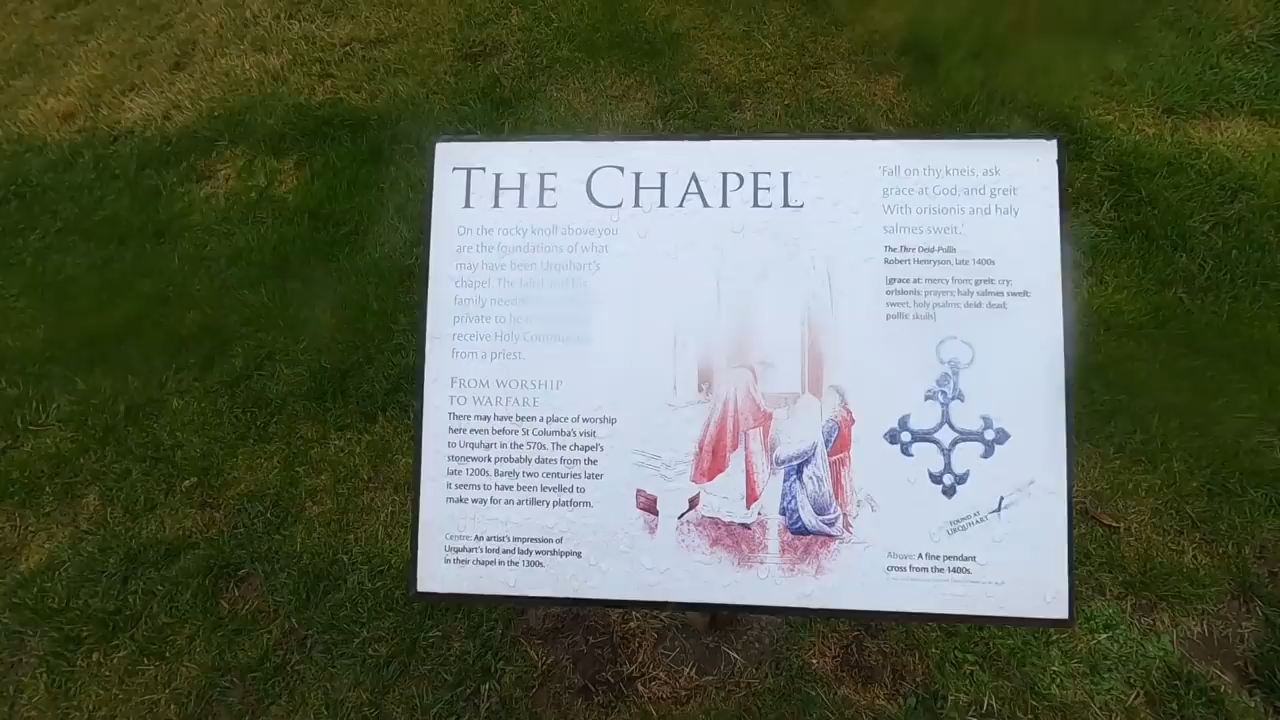 THE CHAPEL
On the rocky knoll above you
are the foundations of what
may have been Urquhart's
chapel. The
family
private to
receive Holy
from a priest.
FROM WORSHIP
TO WARFARE
There may have been a place of worship
here even before St Columba's visit
to Urquhart in the 570s. The chapel's
stonework probably dates from the
late 1200s. Barely two centuries later
it seems to have been levelled to
make way for an artillery platform.
Centre: An artist's impression of
Urquhart's lord and lady worshipping
in their chapel in the 1300s.
'Fall on thy kneis, ask
grace at God, and greit
With orisionis and haly
salmes sweit.'
The Thre Deid-Pollis
Robert Henryson, late 1400s
[grace at: mercy from; greit: cry;
orisionis: prayers; haly salmes sweit:
sweet, holy psalms; deid: dead;
pollis: skulls]
FOUND AT
URQUHART
Above: A fine pendant
cross from the 1400s.